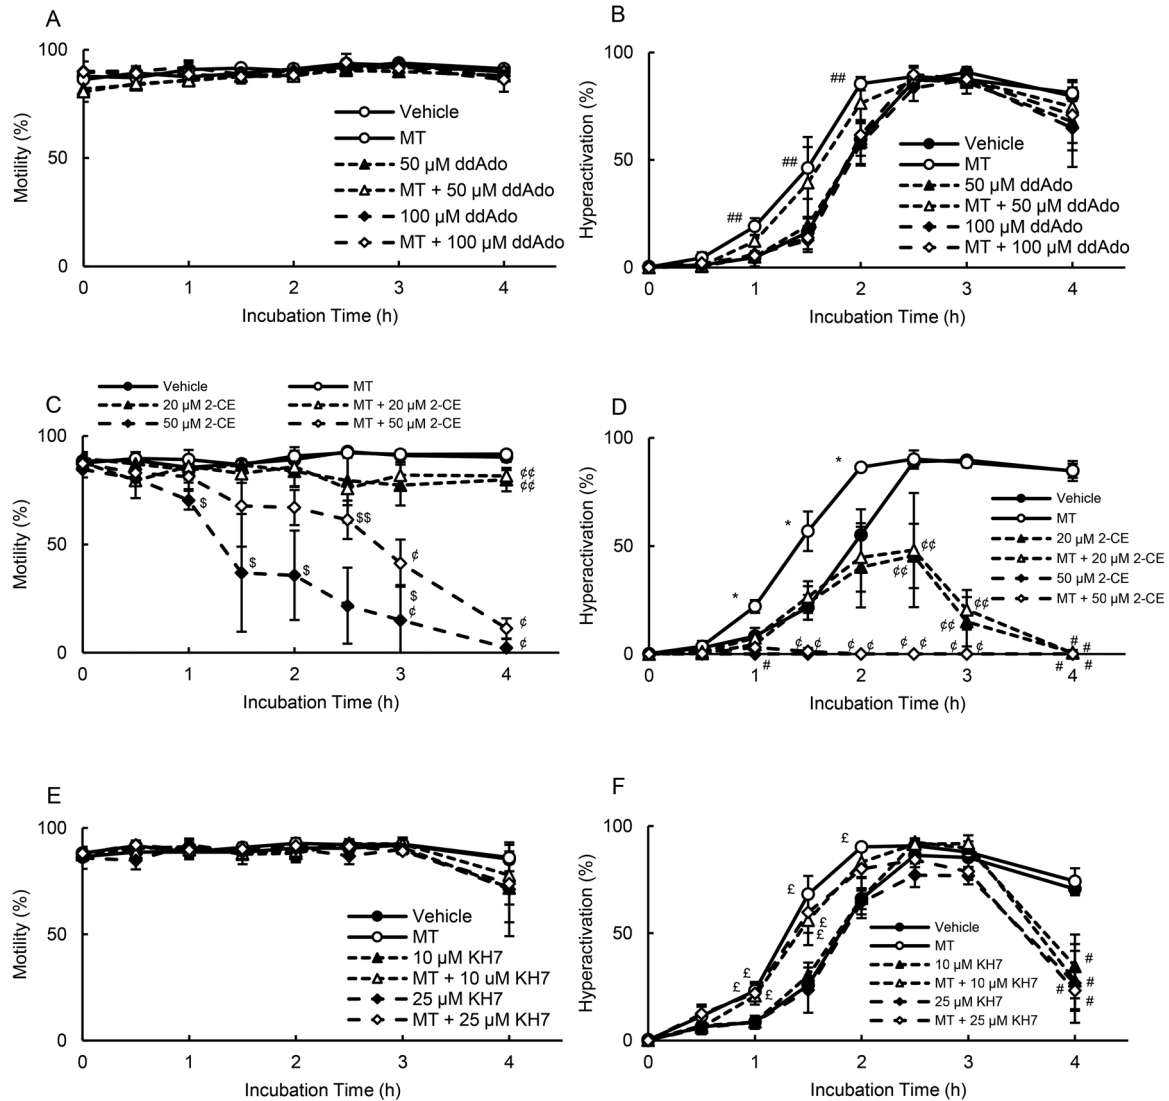 A
Motility (%)
100
50
0
Vehicle
MT
50 µM ddAdo
MT + 50 µM ddAdo
100 µM ddAdo
MT + 100 µM ddAdo
0 1 2 3 4
Incubation Time (h)
B
Hyperactivation (%)
100
50
0
##
##
##
Vehicle
MT
50 µM ddAdo
MT + 50 µM ddAdo
100 µM ddAdo
MT + 100 µM ddAdo
0 1 2 3 4
Incubation Time (h)
Vehicle MT
20 µM 2-CE MT + 20 µM 2-CE
50 µM 2-CE MT + 50 µM 2-CE
C
Motility (%)
100
50
0
¢¢
¢¢
$
$$
$ $
¢
$
¢
¢
¢
0 1 2 3 4
Incubation Time (h)
D
Hyperactivation (%)
100
50
0
*
*
*
Vehicle
MT
20 µM 2-CE
MT + 20 µM 2-CE
50 µM 2-CE
MT + 50 µM 2-CE
¢¢
¢¢
¢¢
¢¢
¢ ¢ ¢ ¢ ¢ ¢ ¢ ¢
#
# #
# #
0 1 2 3 4
Incubation Time (h)
E
Motility (%)
100
50
0
Vehicle
MT
10 µM KH7
MT + 10 uM KH7
25 µM KH7
MT + 25 µM KH7
0 1 2 3 4
Incubation Time (h)
F
Hyperactivation (%)
100
50
0
£
£
£
£
£
£ £
Vehicle
MT
10 µM KH7
MT + 10 µM KH7
25 µM KH7
MT + 25 µM KH7
#
#
# #
0 1 2 3 4
Incubation Time (h)